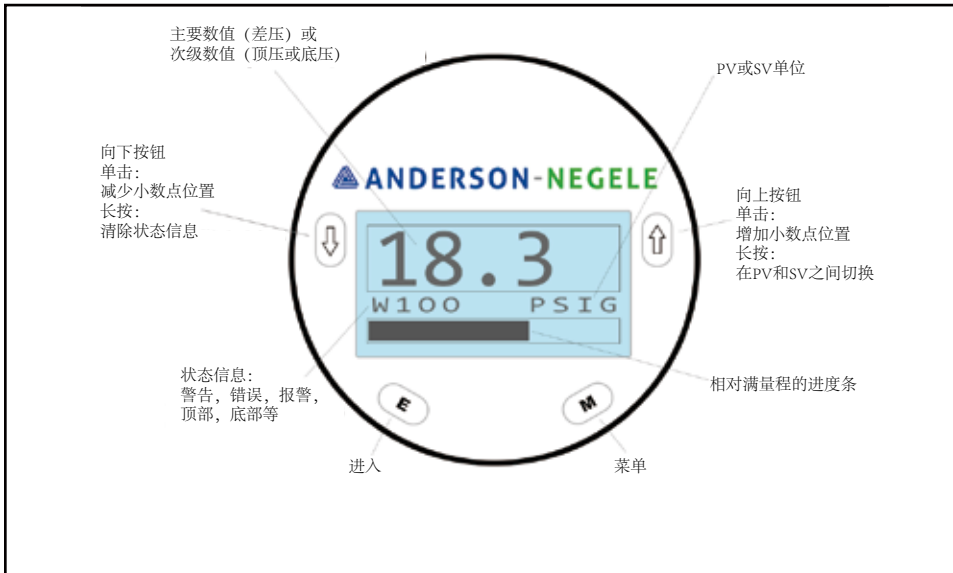 主要数值（差压）或
次级数值（顶压或底压）
PV或SV单位
向下按钮
单击：
减少小数点位置
长按：
清除状态信息
ANDERSON-NEGELE
向上按钮
单击：
增加小数点位置
长按：
在PV和SV之间切换
18.3
W100 PSIG
状态信息：
警告，错误，报警，
顶部，底部等
相对满量程的进度条
E
M
进入
菜单